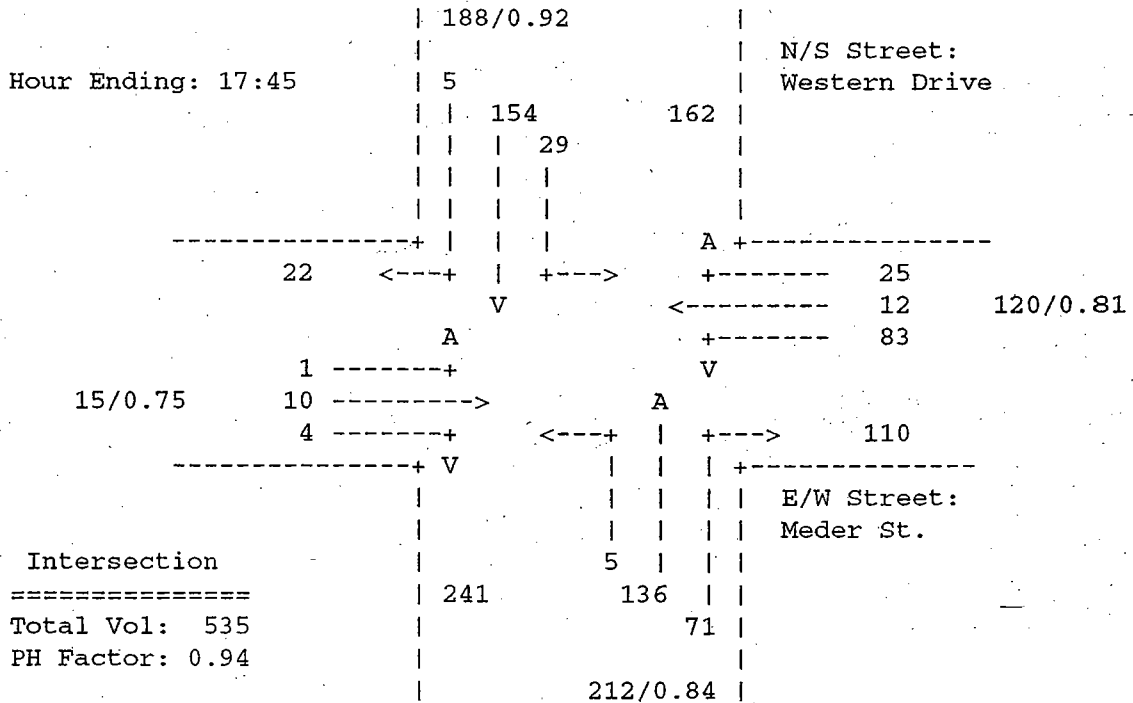 | 188/0.92 |
| | N/S Street:
Hour Ending: 17:45 | 5 | Western Drive
| | 154 162 |
| | | 29 |
| | | | |
| | | | |
---------------+ | | | A +---------------
22 <---+ | +---> +------- 25
V <--------- 12 120/0.81
A +------- 83
1 -------+ V
15/0.75 10 ---------> A
4 -------+ <---+ | +---> 110
---------------+ V | | | +--------------
| | | | | E/W Street:
| | | | | Meder St.
Intersection | 5 | | |
=============== | 241 136 | |
Total Vol: 535 | 71 |
PH Factor: 0.94 | |
| 212/0.84 |